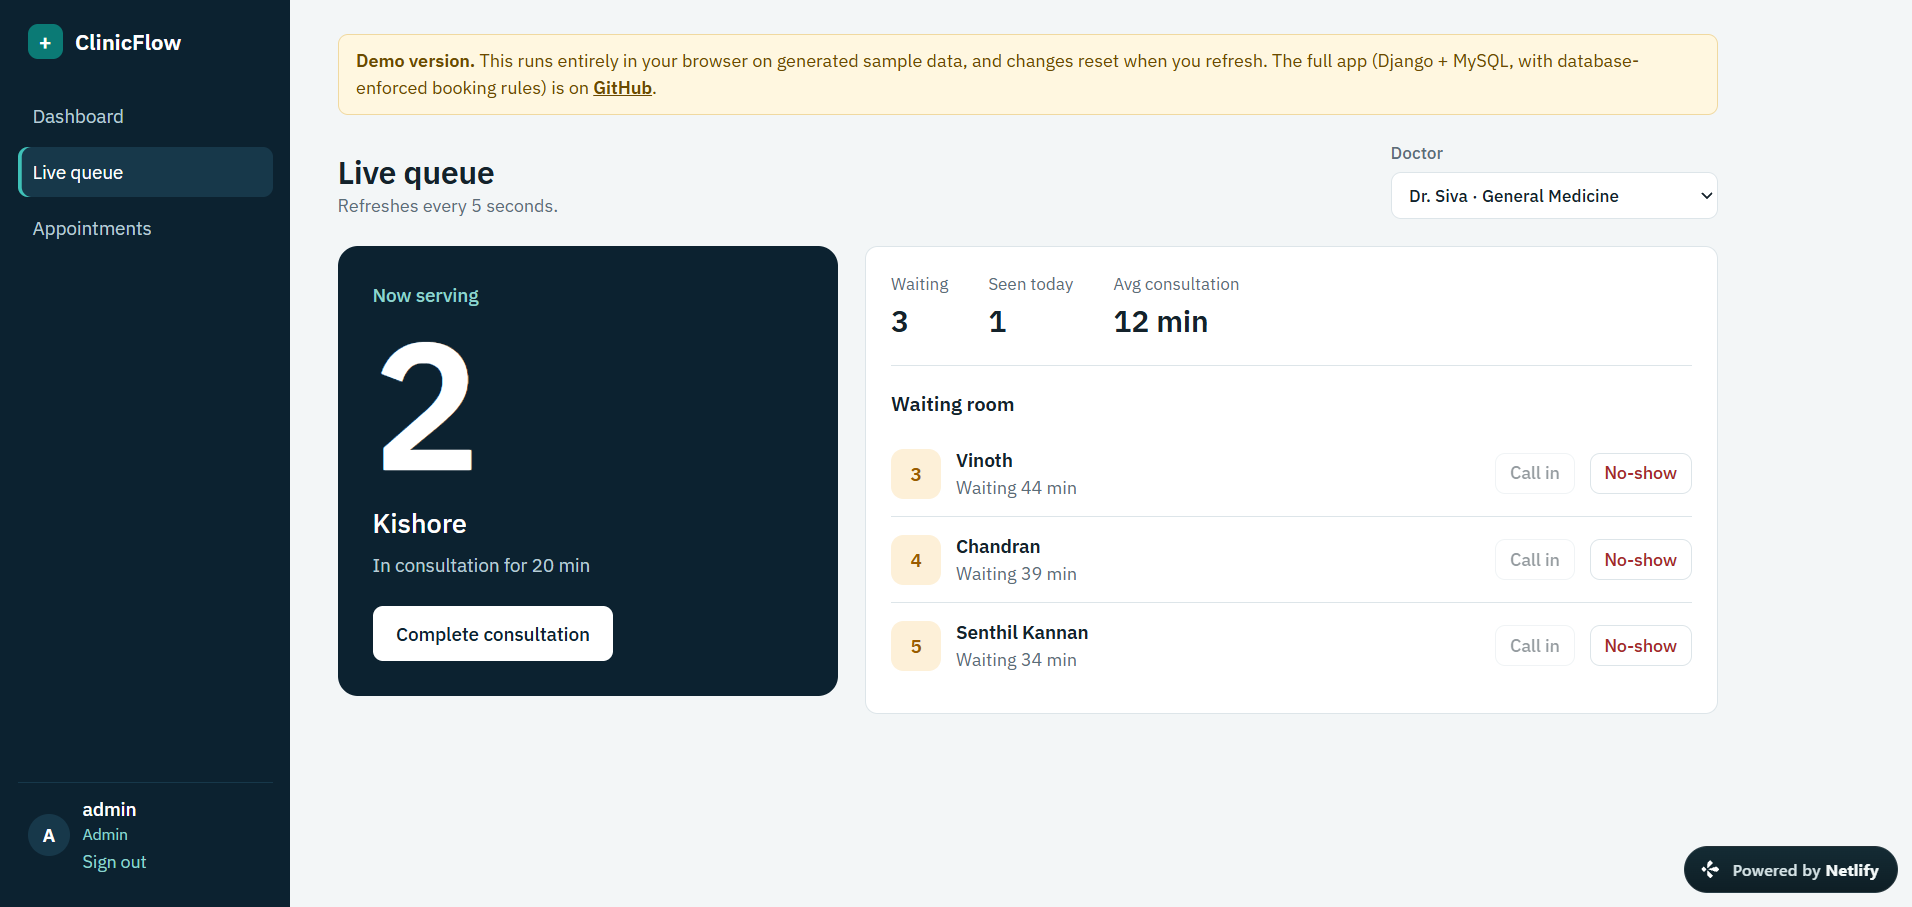 + ClinicFlow
Dashboard
Live queue
Appointments
admin
A
Admin
Sign out
Demo version. This runs entirely in your browser on generated sample data, and changes reset when you refresh. The full app (Django + MySQL, with database-
enforced booking rules) is on GitHub.
Live queue
Refreshes every 5 seconds.
Doctor
Dr. Siva · General Medicine
Now serving
2
Kishore
In consultation for 20 min
Complete consultation
Waiting Seen today Avg consultation
3 1 12 min
Waiting room
3 Vinoth Call in No-show
Waiting 44 min
4 Chandran Call in No-show
Waiting 39 min
5 Senthil Kannan Call in No-show
Waiting 34 min
Powered by Netlify